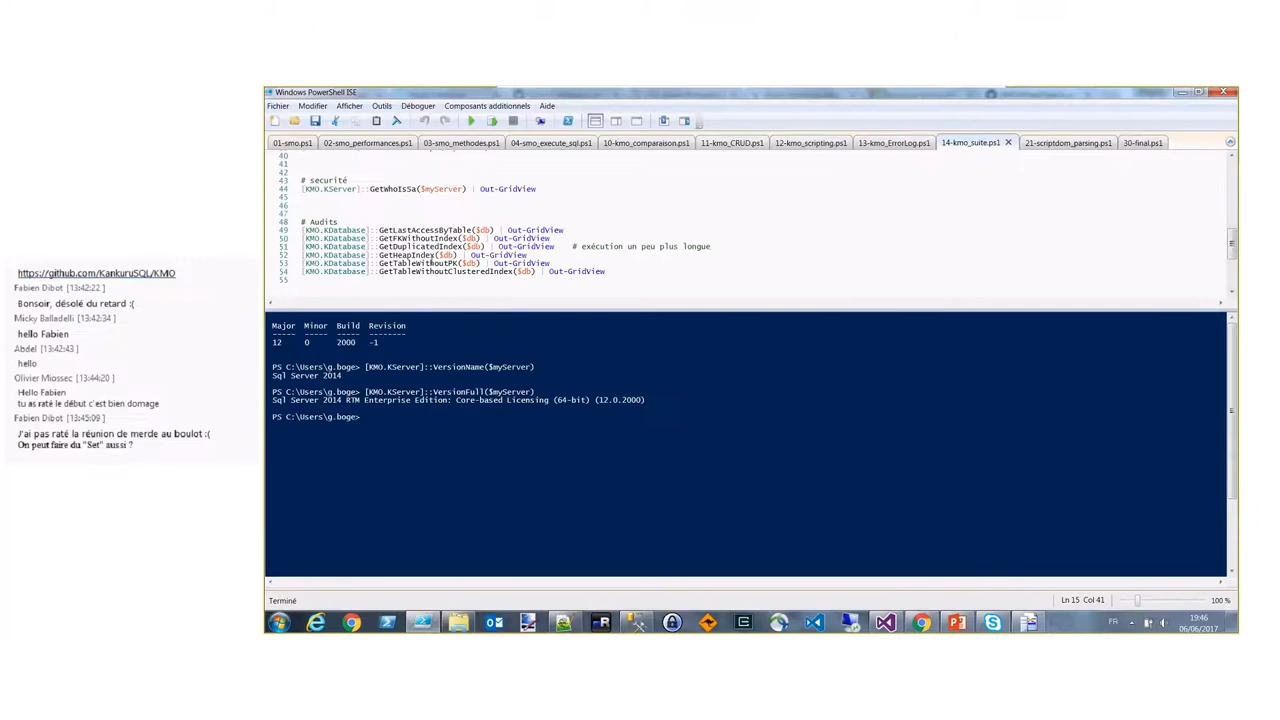 https://github.com/KankuruSQL/KMO
Fabien Dibot [13:42:22 ]
Bonsoir, désolé du retard :(
Micky Balladelli [13:42:34 ]
hello Fabien
Abdel [13:42:43 ]
hello
Olivier Miossec [13:44:20 ]
Hello Fabien
tu as raté le début c'est bien domage
Fabien Dibot [13:45:09 ]
J'ai pas raté la réunion de merde au boulot :(
On peut faire du "Set" aussi ?
Windows PowerShell ISE
Fichier Modifier Afficher Outils Déboguer Composants additionnels Aide
01-smo.ps1 02-smo_performances.ps1 03-smo_methodes.ps1 04-smo_execute_sql.ps1 10-kmo_comparaison.ps1 11-kmo_CRUD.ps1 12-kmo_scripting.ps1 13-kmo_ErrorLog.ps1 14-kmo_suite.ps1 21-scriptdom_parsing.ps1 30-final.ps1
40
41
42
43 # securité
44 [KMO.KServer]::GetWhoIsSa($myServer) | Out-GridView
45
46
47
48 # Audits
49 [KMO.KDatabase]::GetLastAccessByTable($db) | Out-GridView
50 [KMO.KDatabase]::GetFKWithoutIndex($db) | Out-GridView
51 [KMO.KDatabase]::GetDuplicatedIndex($db) | Out-GridView # exécution un peu plus longue
52 [KMO.KDatabase]::GetHeapIndex($db) | Out-GridView
53 [KMO.KDatabase]::GetTableWithoutPK($db) | Out-GridView
54 [KMO.KDatabase]::GetTableWithoutClusteredIndex($db) | Out-GridView
55
Major Minor Build Revision
----- ----- ----- --------
12 0 2000 -1
PS C:\Users\g.boge> [KMO.KServer]::VersionName($myServer)
Sql Server 2014
PS C:\Users\g.boge> [KMO.KServer]::VersionFull($myServer)
Sql Server 2014 RTM Enterprise Edition: Core-based Licensing (64-bit) (12.0.2000)
PS C:\Users\g.boge>
Terminé Ln 15 Col 41 100 %
FR 19:46
06/06/2017